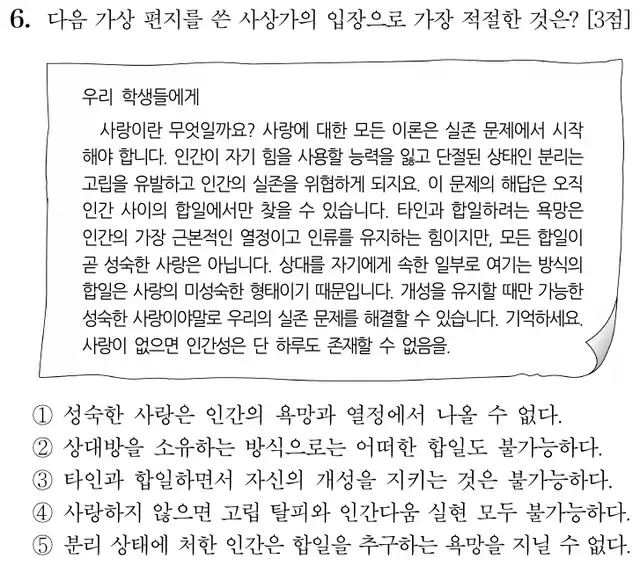 6. 다음 가상 편지를 쓴 사상가의 입장으로 가장 적절한 것은? [3점]
우리 학생들에게
사랑이란 무엇일까요? 사랑에 대한 모든 이론은 실존 문제에서 시작
해야 합니다. 인간이 자기 힘을 사용할 능력을 잃고 단절된 상태인 분리는
고립을 유발하고 인간의 실존을 위협하게 되지요. 이 문제의 해답은 오직
인간 사이의 합일에서만 찾을 수 있습니다. 타인과 합일하려는 욕망은
인간의 가장 근본적인 열정이고 인류를 유지하는 힘이지만, 모든 합일이
곧 성숙한 사랑은 아닙니다. 상대를 자기에게 속한 일부로 여기는 방식의
합일은 사랑의 미성숙한 형태이기 때문입니다. 개성을 유지할 때만 가능한
성숙한 사랑이야말로 우리의 실존 문제를 해결할 수 있습니다. 기억하세요.
사랑이 없으면 인간성은 단 하루도 존재할 수 없음을.
① 성숙한 사랑은 인간의 욕망과 열정에서 나올 수 없다.
② 상대방을 소유하는 방식으로는 어떠한 합일도 불가능하다.
③ 타인과 합일하면서 자신의 개성을 지키는 것은 불가능하다.
④ 사랑하지 않으면 고립 탈피와 인간다움 실현 모두 불가능하다.
⑤ 분리 상태에 처한 인간은 합일을 추구하는 욕망을 지닐 수 없다.